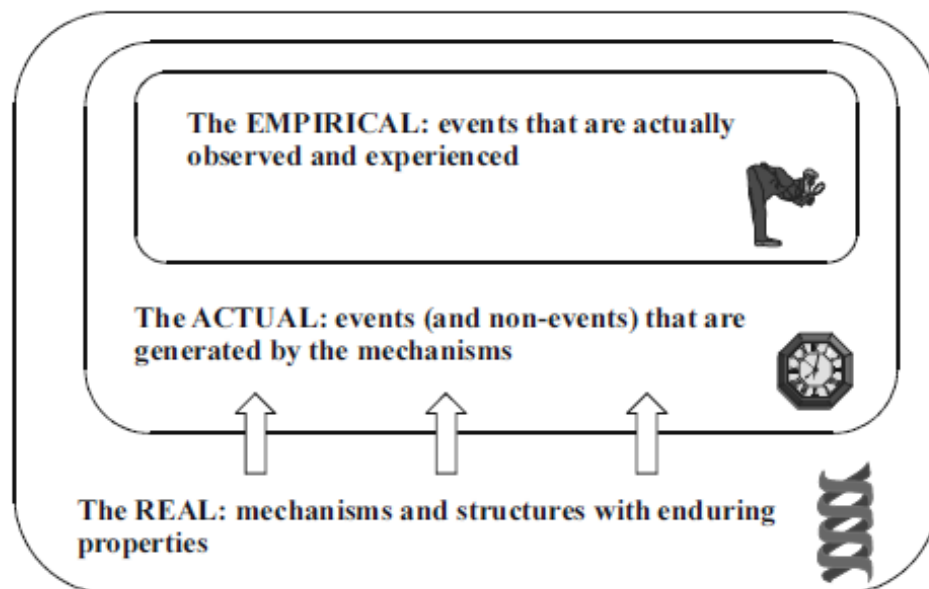 The EMPIRICAL: events that are actually
observed and experienced
The ACTUAL: events (and non-events) that are
generated by the mechanisms
The REAL: mechanisms and structures with enduring
properties